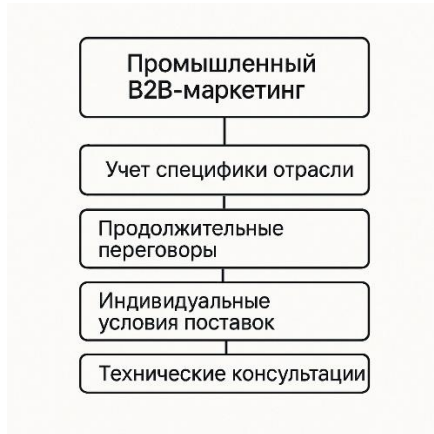 Промышленный
B2B-маркетинг
Учет специфики отрасли
Продолжительные
переговоры
Индивидуальные
условия поставок
Технические консультации